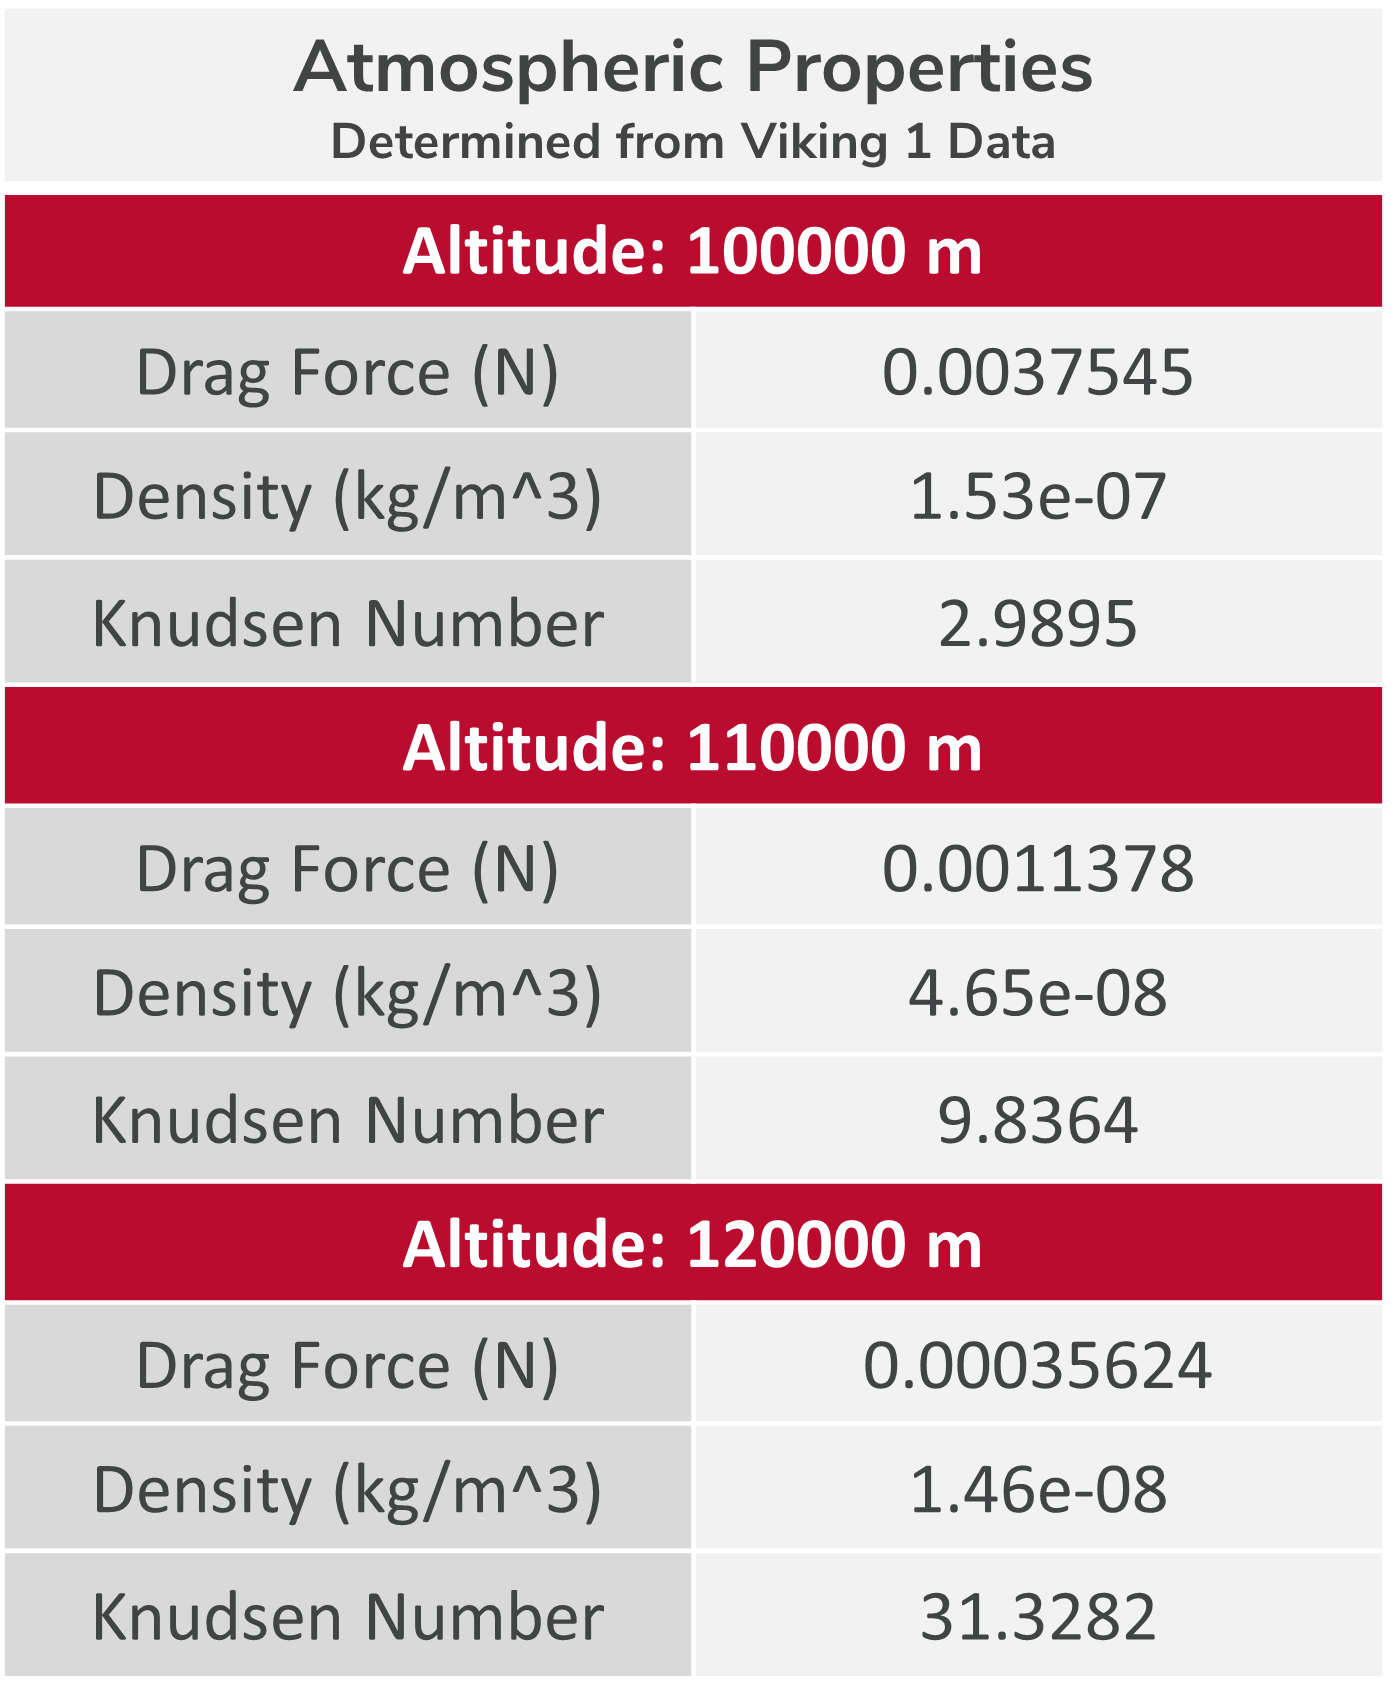 Atmospheric Properties
Determined from Viking 1 Data
Altitude: 100000 m
Drag Force (N) 0.0037545
Density (kg/m^3) 1.53e-07
Knudsen Number 2.9895
Altitude: 110000 m
Drag Force (N) 0.0011378
Density (kg/m^3) 4.65e-08
Knudsen Number 9.8364
Altitude: 120000 m
Drag Force (N) 0.00035624
Density (kg/m^3) 1.46e-08
Knudsen Number 31.3282